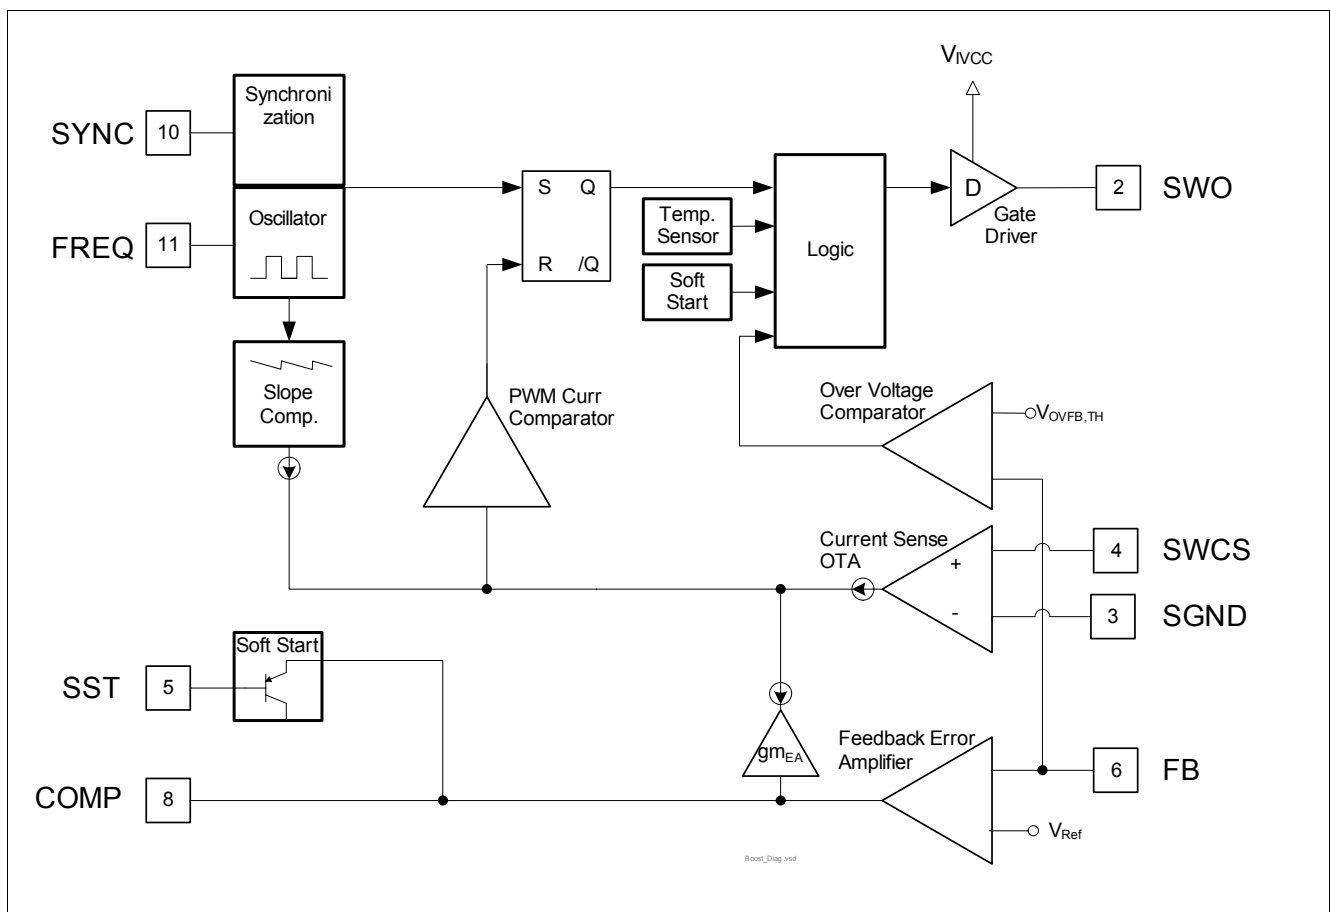 V_IVCC
Synchroni
zation
SYNC
10
S Q
D
2
SWO
Temp.
Sensor
Oscillator
Gate
Driver
FREQ
11
Logic
R /Q
Soft
Start
Slope
Comp.
PWM Curr
Comparator
Over Voltage
Comparator
V_OVFB,TH
Current Sense
OTA
4
SWCS
+
-
3
SGND
Soft Start
SST
5
gm_EA
Feedback Error
Amplifier
6
FB
COMP
8
V_Ref
Boost_Diag .vsd